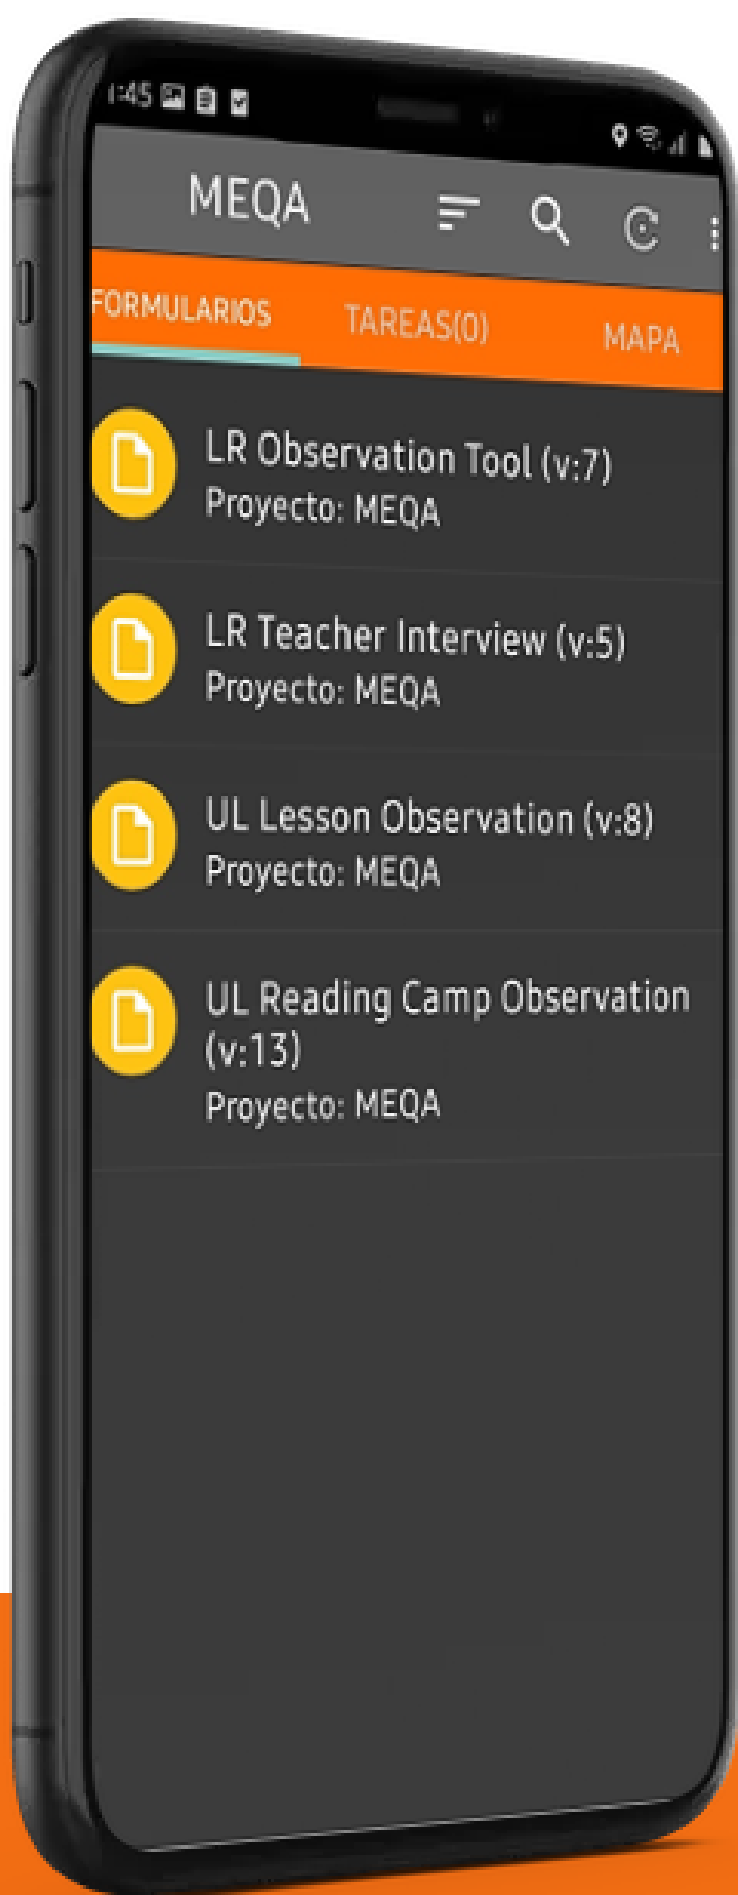 1:45
MEQA
FORMULARIOS TAREAS(0) MAPA
LR Observation Tool (v:7)
Proyecto: MEQA
LR Teacher Interview (v:5)
Proyecto: MEQA
UL Lesson Observation (v:8)
Proyecto: MEQA
UL Reading Camp Observation
(v:13)
Proyecto: MEQA